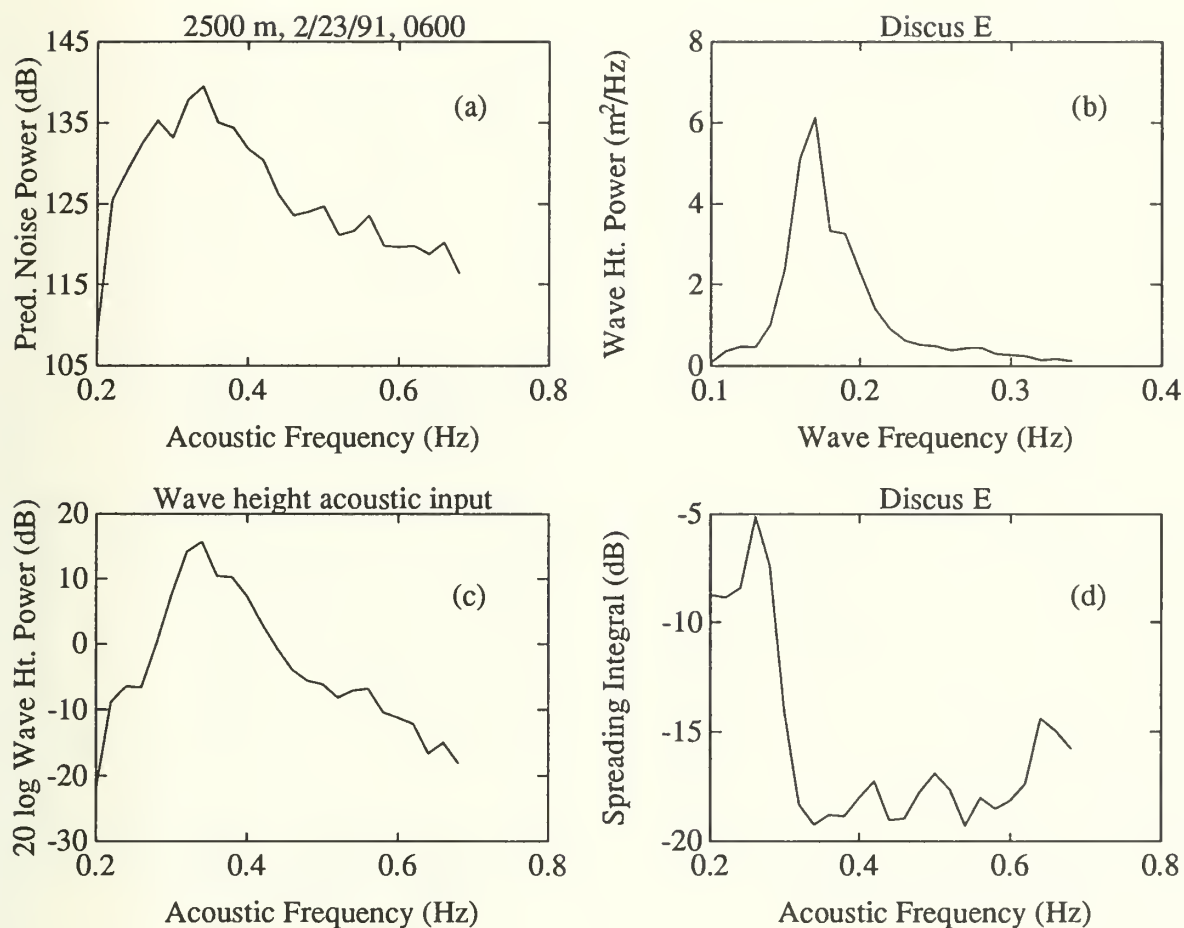 2500 m, 2/23/91, 0600
Pred. Noise Power (dB)
145
135
125
115
105
(a)
0.2 0.4 0.6 0.8
Acoustic Frequency (Hz)
Discus E
Wave Ht. Power (m²/Hz)
8
6
4
2
0
(b)
0.1 0.2 0.3 0.4
Wave Frequency (Hz)
Wave height acoustic input
20 log Wave Ht. Power (dB)
20
10
0
-10
-20
-30
(c)
0.2 0.4 0.6 0.8
Acoustic Frequency (Hz)
Discus E
Spreading Integral (dB)
-5
-10
-15
-20
(d)
0.2 0.4 0.6 0.8
Acoustic Frequency (Hz)